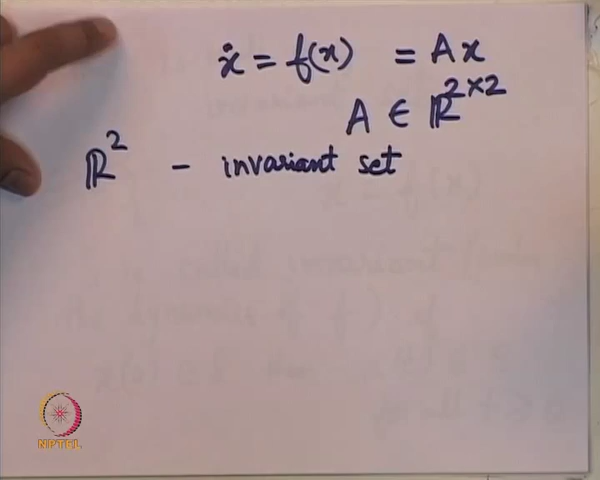 ẋ = f(x) = Ax
A ∈ ℝ^{2×2}
ℝ² - invariant set
NPTEL